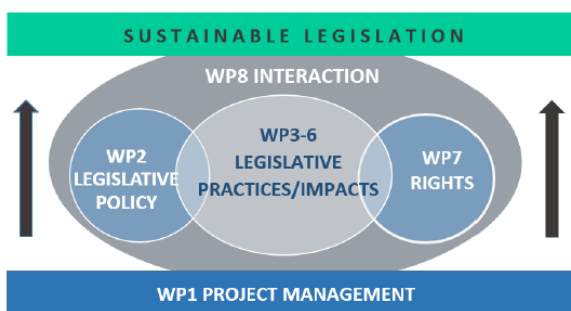 SUSTAINABLE LEGISLATION
WP8 INTERACTION
WP2
LEGISLATIVE
POLICY
WP3-6
LEGISLATIVE
PRACTICES/IMPACTS
WP7
RIGHTS
WP1 PROJECT MANAGEMENT